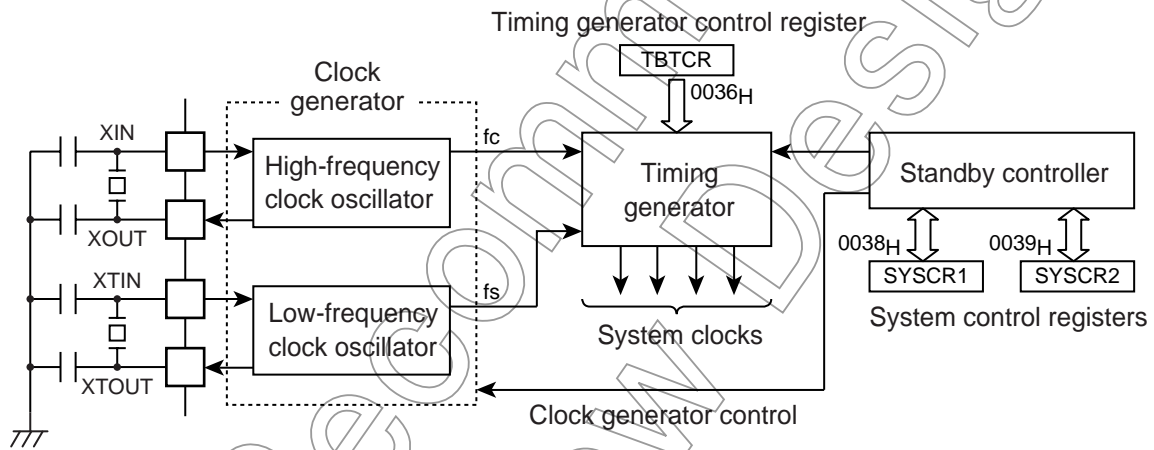 Timing generator control register
TBTCR
0036H
Clock
generator
XIN
XOUT
XTIN
XTOUT
High-frequency
clock oscillator
fc
Low-frequency
clock oscillator
fs
Timing
generator
System clocks
Standby controller
0038H
0039H
SYSCR1
SYSCR2
System control registers
Clock generator control